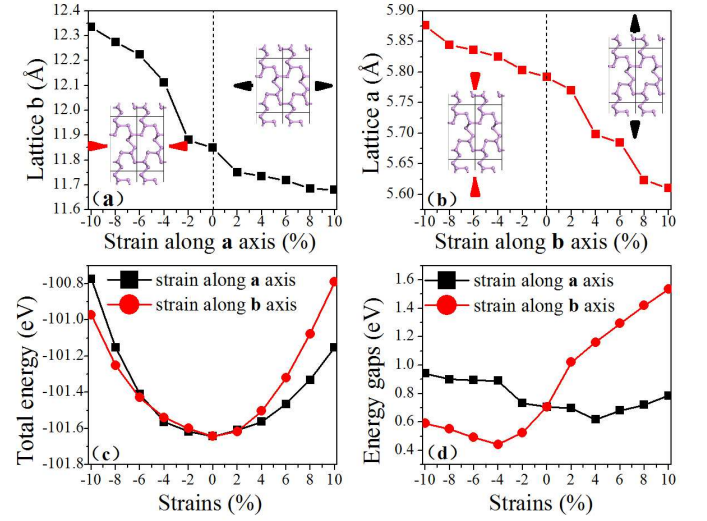 12.4
12.3
12.2
12.1
12.0
11.9
11.8
11.7
11.6
Lattice b (Å)
(a)
-10 -8 -6 -4 -2 0 2 4 6 8 10
Strain along a axis (%)
5.90
5.80
5.70
5.60
Lattice a (Å)
(b)
-10 -8 -6 -4 -2 0 2 4 6 8 10
Strain along b axis (%)
-100.8
-101.0
-101.2
-101.4
-101.6
-101.8
Total energy (eV)
strain along a axis
strain along b axis
(c)
-10 -8 -6 -4 -2 0 2 4 6 8 10
Strains (%)
1.6
1.4
1.2
1.0
0.8
0.6
0.4
Energy gaps (eV)
strain along a axis
strain along b axis
(d)
-10 -8 -6 -4 -2 0 2 4 6 8 10
Strains (%)